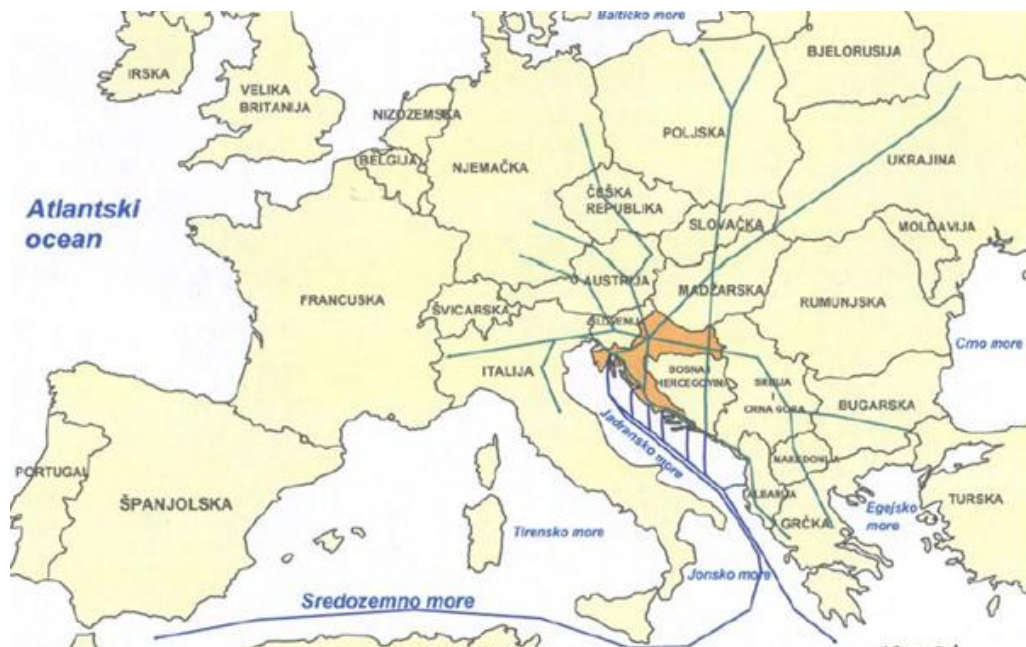 Baltičko more
BJELORUSIJA
IRSKA
VELIKA
BRITANIJA
NIZOZEMSKA
POLJSKA
BELGIJA
NJEMAČKA
UKRAJINA
ČEŠKA
REPUBLIKA
Atlantski
ocean
SLOVAČKA
MOLDAVIJA
AUSTRIJA
MADŽARSKA
FRANCUSKA
RUMUNJSKA
ŠVICARSKA
Crno more
ITALIJA
BOSNA I
HERCEGOVINA
SRBIJA
I
CRNA GORA
BUGARSKA
Jadransko more
MAKEDONIJA
PORTUGAL
ALBANIJA
ŠPANJOLSKA
Egejsko
more
TURSKA
GRČKA
Tirensko more
Jonsko more
Sredozemno more